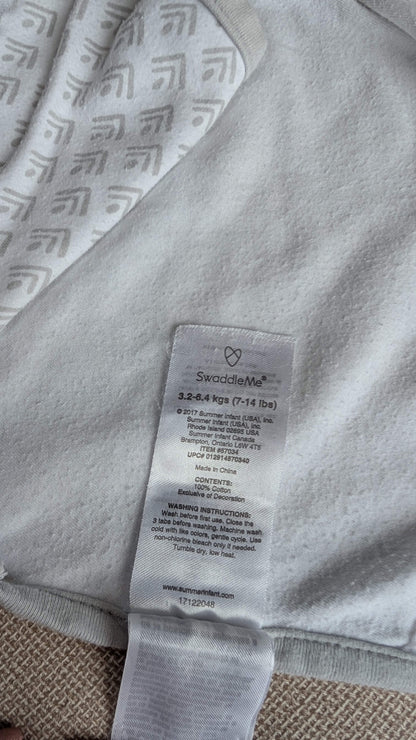 SwaddleMe®
3.2-6.4 kgs (7-14 lbs)
© 2017 Summer Infant (USA), Inc.
Summer Infant (USA), Inc.
Rhode Island 02895 USA
Summer Infant Canada
Brampton, Ontario L6W 4T5
ITEM #57034
UPC# 012914570340
Made in China
CONTENTS:
100% Cotton
Exclusive of Decoration
WASHING INSTRUCTIONS:
Wash before first use. Close the
3 tabs before washing. Machine wash
cold with like colors, gentle cycle. Use
non-chlorine bleach only if needed.
Tumble dry, low heat.
www.summerinfant.com
17122048